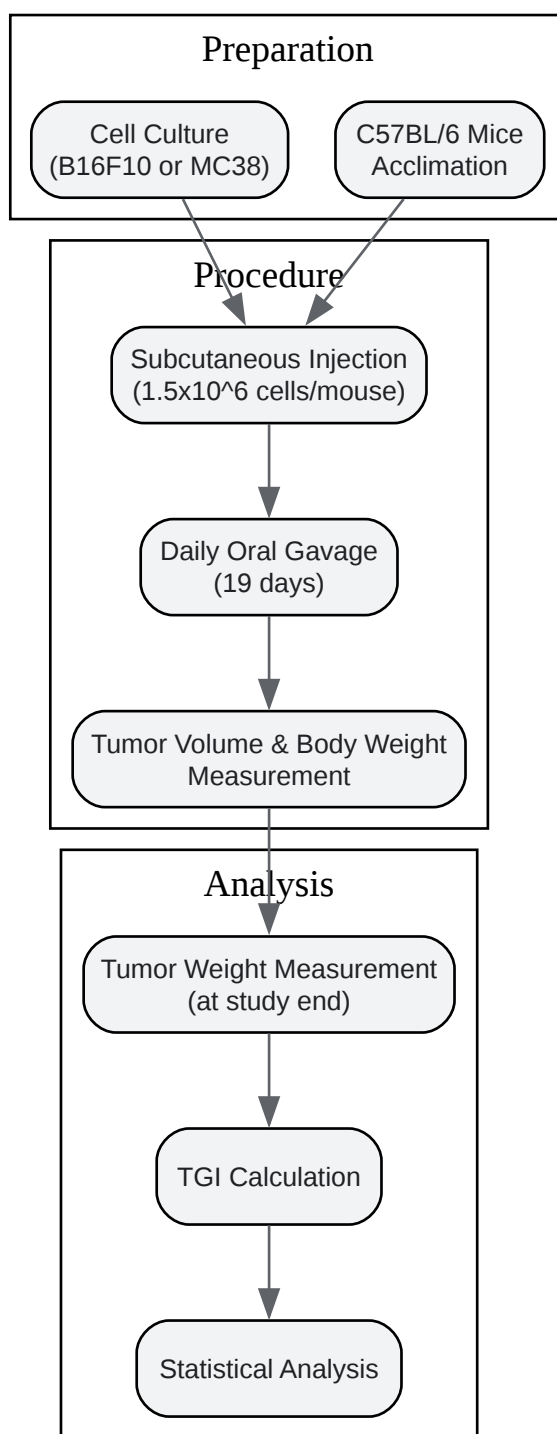 Preparation
Cell Culture
(B16F10 or MC38)
C57BL/6 Mice
Acclimation
Procedure
Subcutaneous Injection
(1.5x10^6 cells/mouse)
Daily Oral Gavage
(19 days)
Tumor Volume & Body Weight
Measurement
Analysis
Tumor Weight Measurement
(at study end)
TGI Calculation
Statistical Analysis